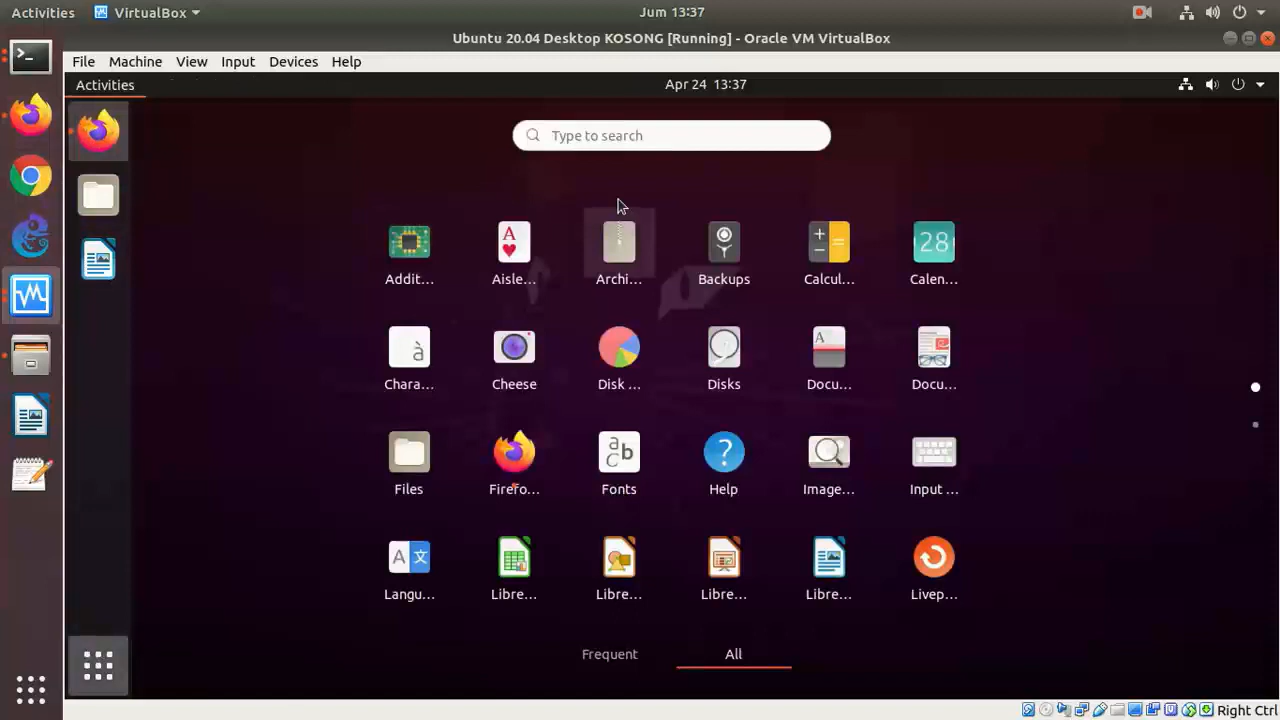 Activities VirtualBox Jum 13:37
Ubuntu 20.04 Desktop KOSONG [Running] - Oracle VM VirtualBox
File Machine View Input Devices Help
Activities Apr 24 13:37
Type to search
Addit... Aisle... Archi... Backups Calcul... Calen...
Chara... Cheese Disk ... Disks Docu... Docu...
Files Firefo... Fonts Help Image... Input ...
Langu... Libre... Libre... Libre... Libre... Livep...
Frequent All
Right Ctrl